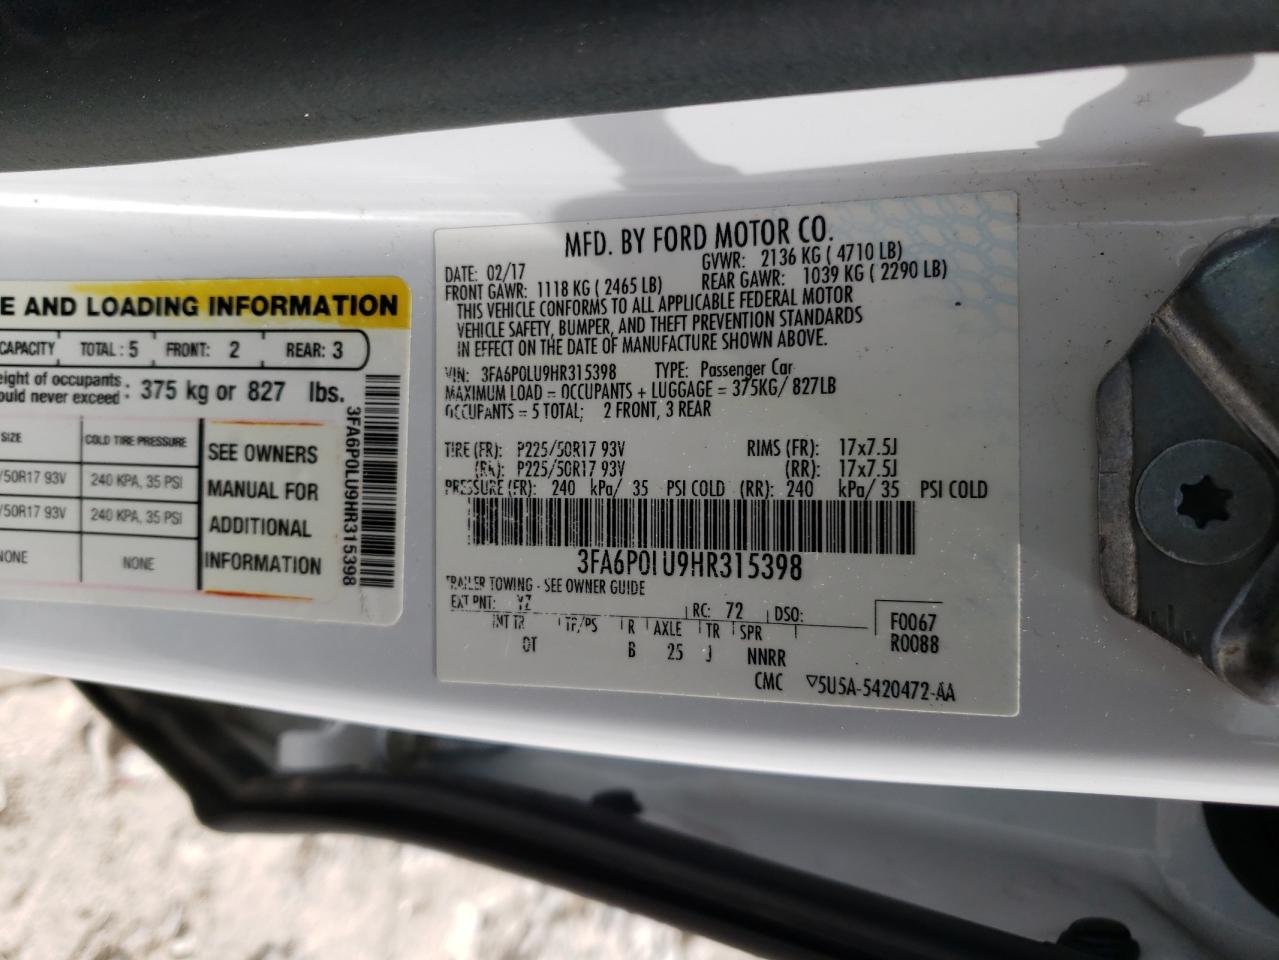 E AND LOADING INFORMATION
CAPACITY TOTAL: 5 FRONT: 2 REAR: 3
eight of occupants
ould never exceed : 375 kg or 827 lbs.
SIZE COLD TIRE PRESSURE
/50R17 93V 240 KPA, 35 PSI
/50R17 93V 240 KPA, 35 PSI
NONE NONE
SEE OWNERS
MANUAL FOR
ADDITIONAL
INFORMATION
3FA6P0LU9HR315398
MFD. BY FORD MOTOR CO.
DATE: 02/17 GVWR: 2136 KG ( 4710 LB)
FRONT GAWR: 1118 KG ( 2465 LB) REAR GAWR: 1039 KG ( 2290 LB)
THIS VEHICLE CONFORMS TO ALL APPLICABLE FEDERAL MOTOR
VEHICLE SAFETY, BUMPER, AND THEFT PREVENTION STANDARDS
IN EFFECT ON THE DATE OF MANUFACTURE SHOWN ABOVE.
VIN: 3FA6P0LU9HR315398 TYPE: Passenger Car
MAXIMUM LOAD = OCCUPANTS + LUGGAGE = 375KG/ 827LB
OCCUPANTS = 5 TOTAL; 2 FRONT, 3 REAR
TIRE (FR): P225/50R17 93V RIMS (FR): 17x7.5J
(RR): P225/50R17 93V (RR): 17x7.5J
PRESSURE (FR): 240 kPa/ 35 PSI COLD (RR): 240 kPa/ 35 PSI COLD
3FA6P0LU9HR315398
TRAILER TOWING - SEE OWNER GUIDE
EXT PNT: YZ RC: 72 DSO:
INT TR TP/PS R AXLE TR SPR
OT B 25 J NNRR
F0067
R0088
CMC ▽5U5A-5420472-AA